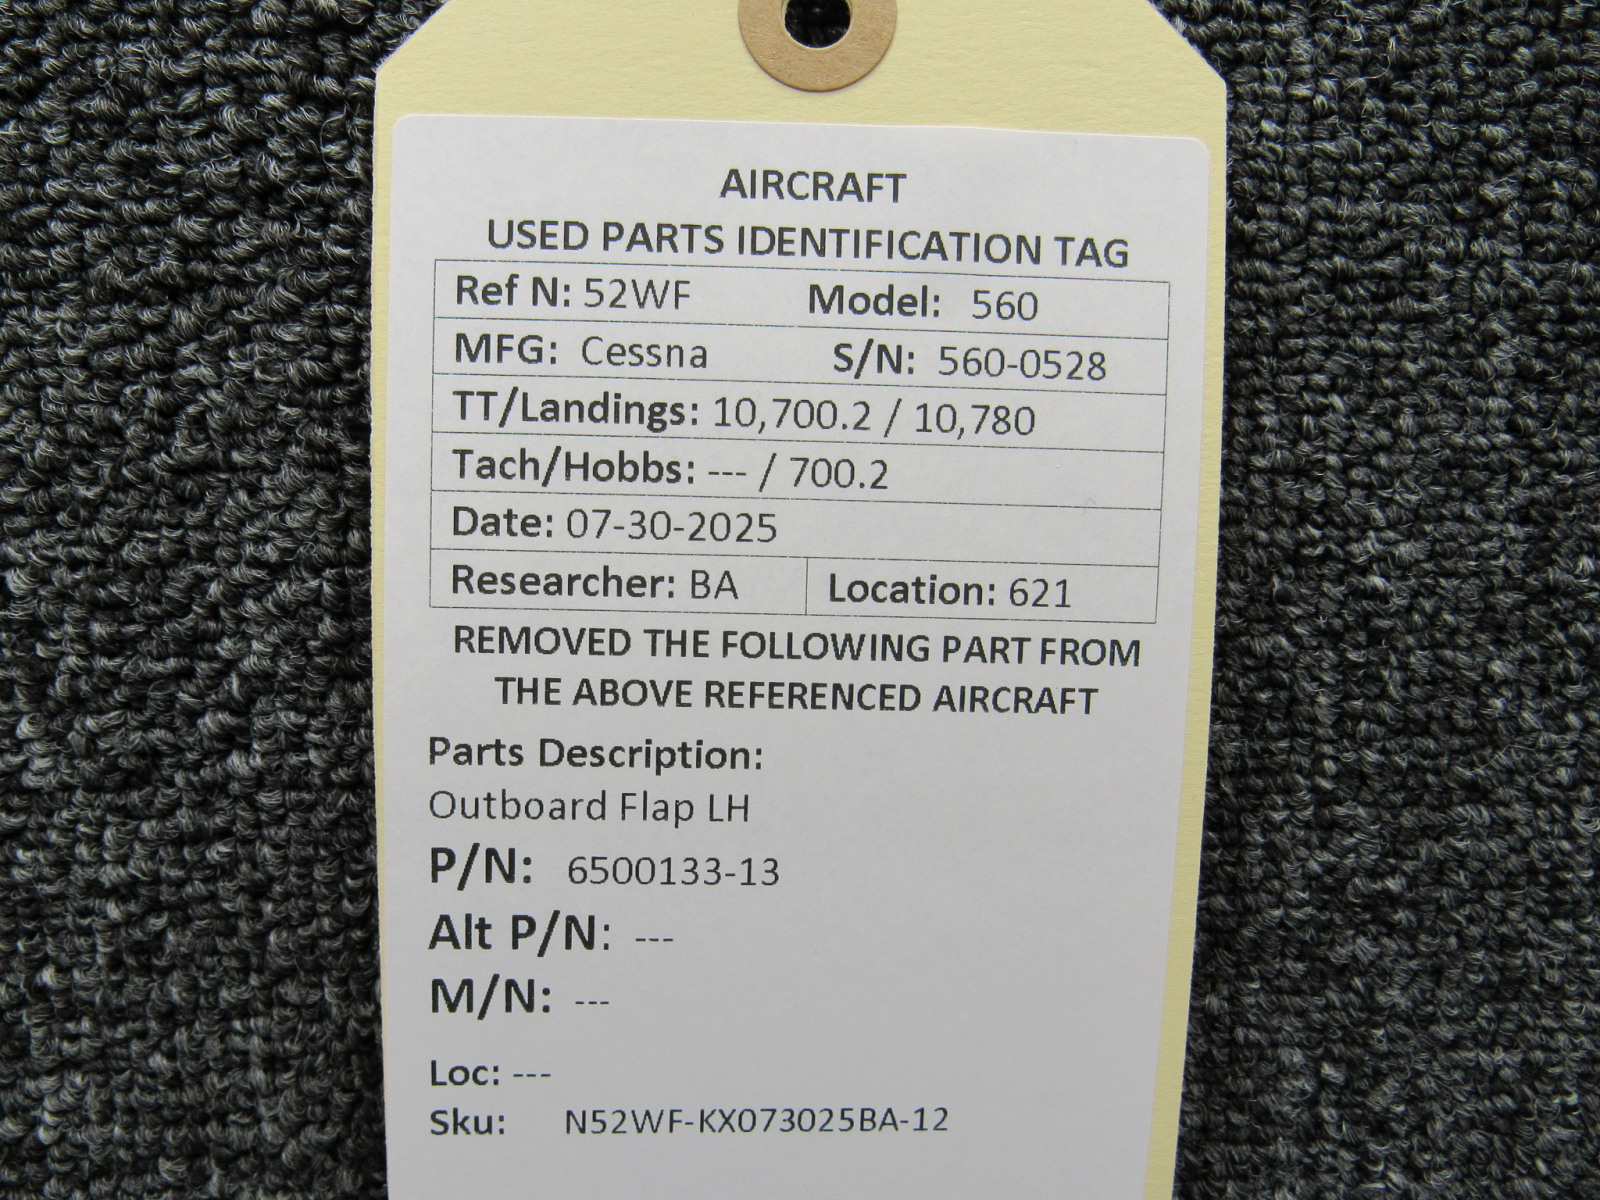 AIRCRAFT
USED PARTS IDENTIFICATION TAG
Ref N: 52WF Model: 560
MFG: Cessna S/N: 560-0528
TT/Landings: 10,700.2 / 10,780
Tach/Hobbs: --- / 700.2
Date: 07-30-2025
Researcher: BA Location: 621
REMOVED THE FOLLOWING PART FROM
THE ABOVE REFERENCED AIRCRAFT
Parts Description:
Outboard Flap LH
P/N: 6500133-13
Alt P/N: ---
M/N: ---
Loc: ---
Sku: N52WF-KX073025BA-12